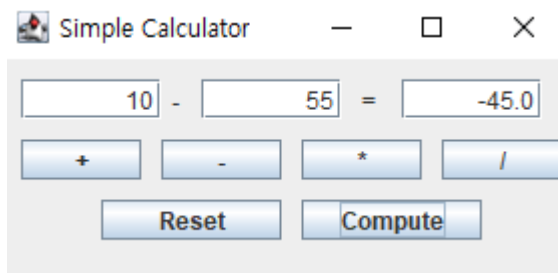 Simple Calculator
10 - 55 = -45.0
+ - * /
Reset Compute